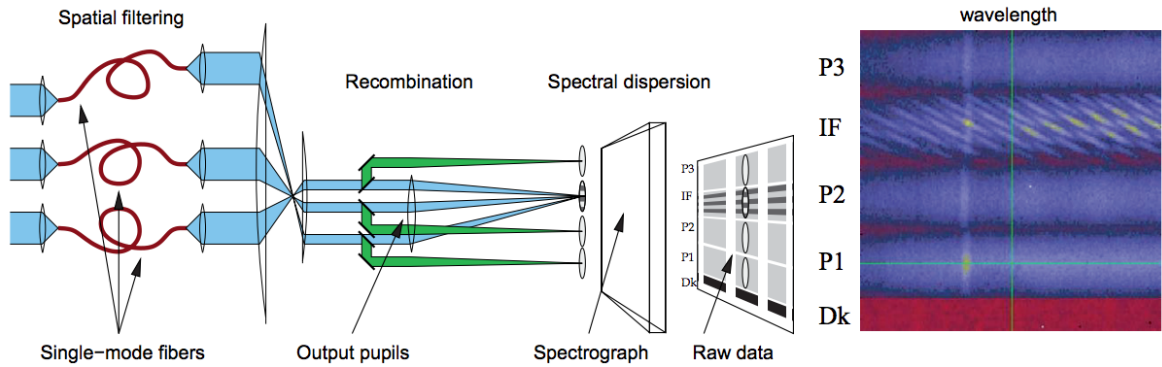 Spatial filtering
Recombination
Spectral dispersion
wavelength
P3
IF
P2
P1
Dk
P3
IF
P2
P1
Dk
Single−mode fibers
Output pupils
Spectrograph
Raw data